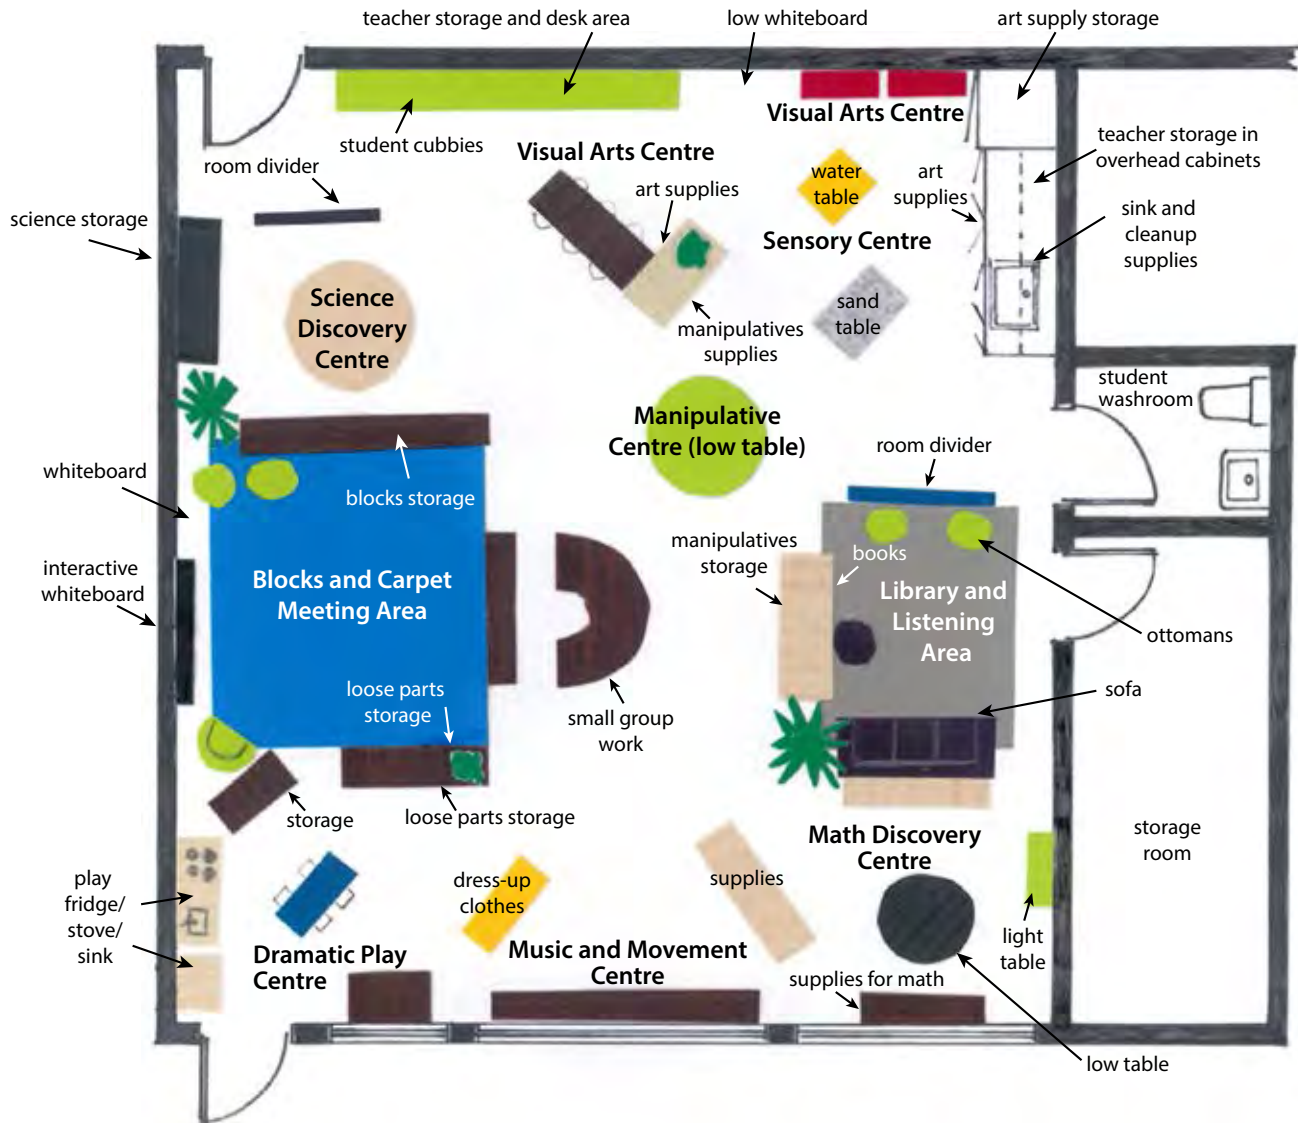 teacher storage and desk area
low whiteboard
art supply storage
student cubbies
Visual Arts Centre
Visual Arts Centre
room divider
art supplies
water
table
art
supplies
teacher storage in
overhead cabinets
science storage
Sensory Centre
sink and
cleanup
supplies
Science
Discovery
Centre
sand
table
manipulatives
supplies
student
washroom
Manipulative
Centre (low table)
room divider
whiteboard
blocks storage
manipulatives
storage
books
interactive
whiteboard
Blocks and Carpet
Meeting Area
Library and
Listening
Area
ottomans
loose parts
storage
small group
work
sofa
storage
loose parts storage
Math Discovery
Centre
storage
room
play
fridge/
stove/
sink
dress-up
clothes
supplies
Dramatic Play
Centre
Music and Movement
Centre
light
table
supplies for math
low table